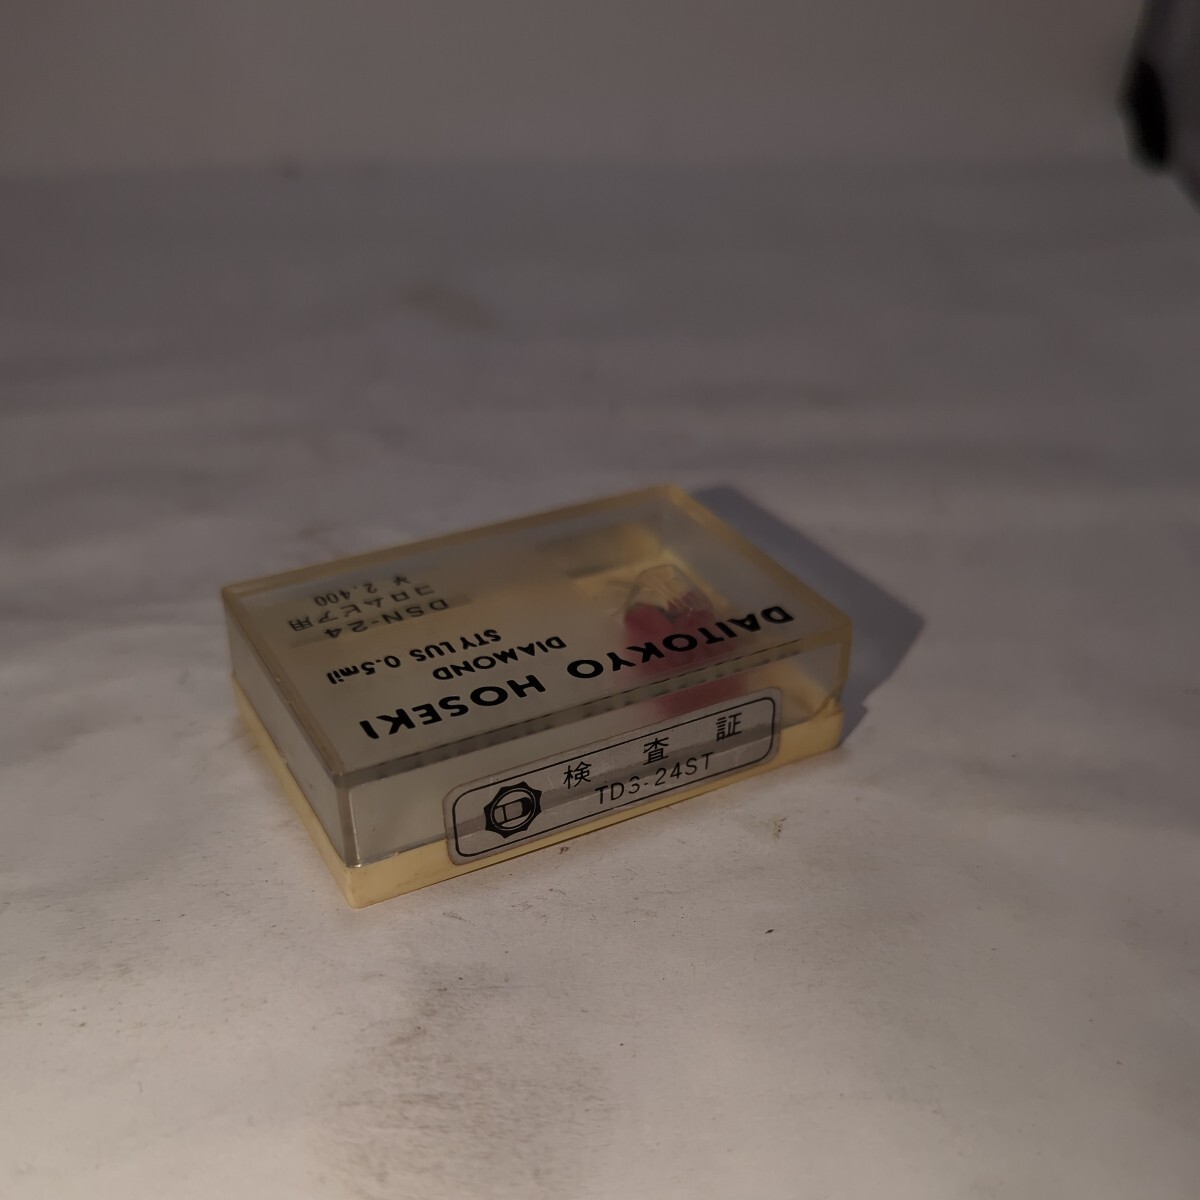 DAITOKYO HOSEKI
DIAMOND
STYLUS 0.5mil
DSN-24
コロムビア用
¥ 2,400
検査証
TD3-24ST